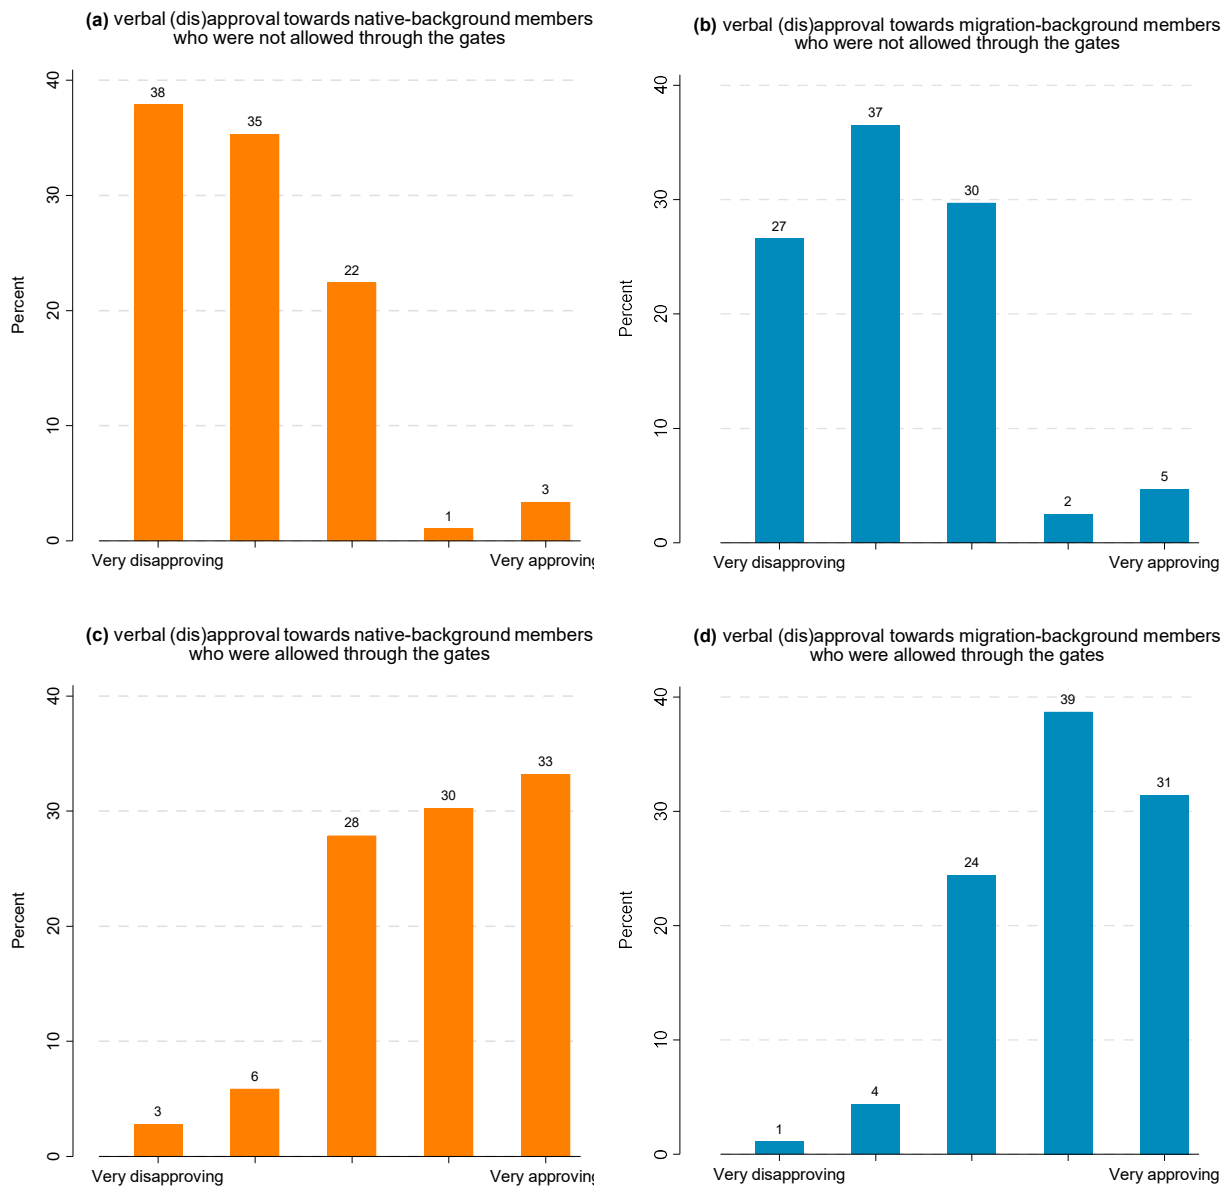 (a) verbal (dis)approval towards native-background members
who were not allowed through the gates
40
30
20
10
0
Percent
38
35
22
1
3
Very disapproving
Very approving
(b) verbal (dis)approval towards migration-background members
who were not allowed through the gates
40
30
20
10
0
Percent
27
37
30
2
5
Very disapproving
Very approving
(c) verbal (dis)approval towards native-background members
who were allowed through the gates
40
30
20
10
0
Percent
3
6
28
30
33
Very disapproving
Very approving
(d) verbal (dis)approval towards migration-background members
who were allowed through the gates
40
30
20
10
0
Percent
1
4
24
39
31
Very disapproving
Very approving